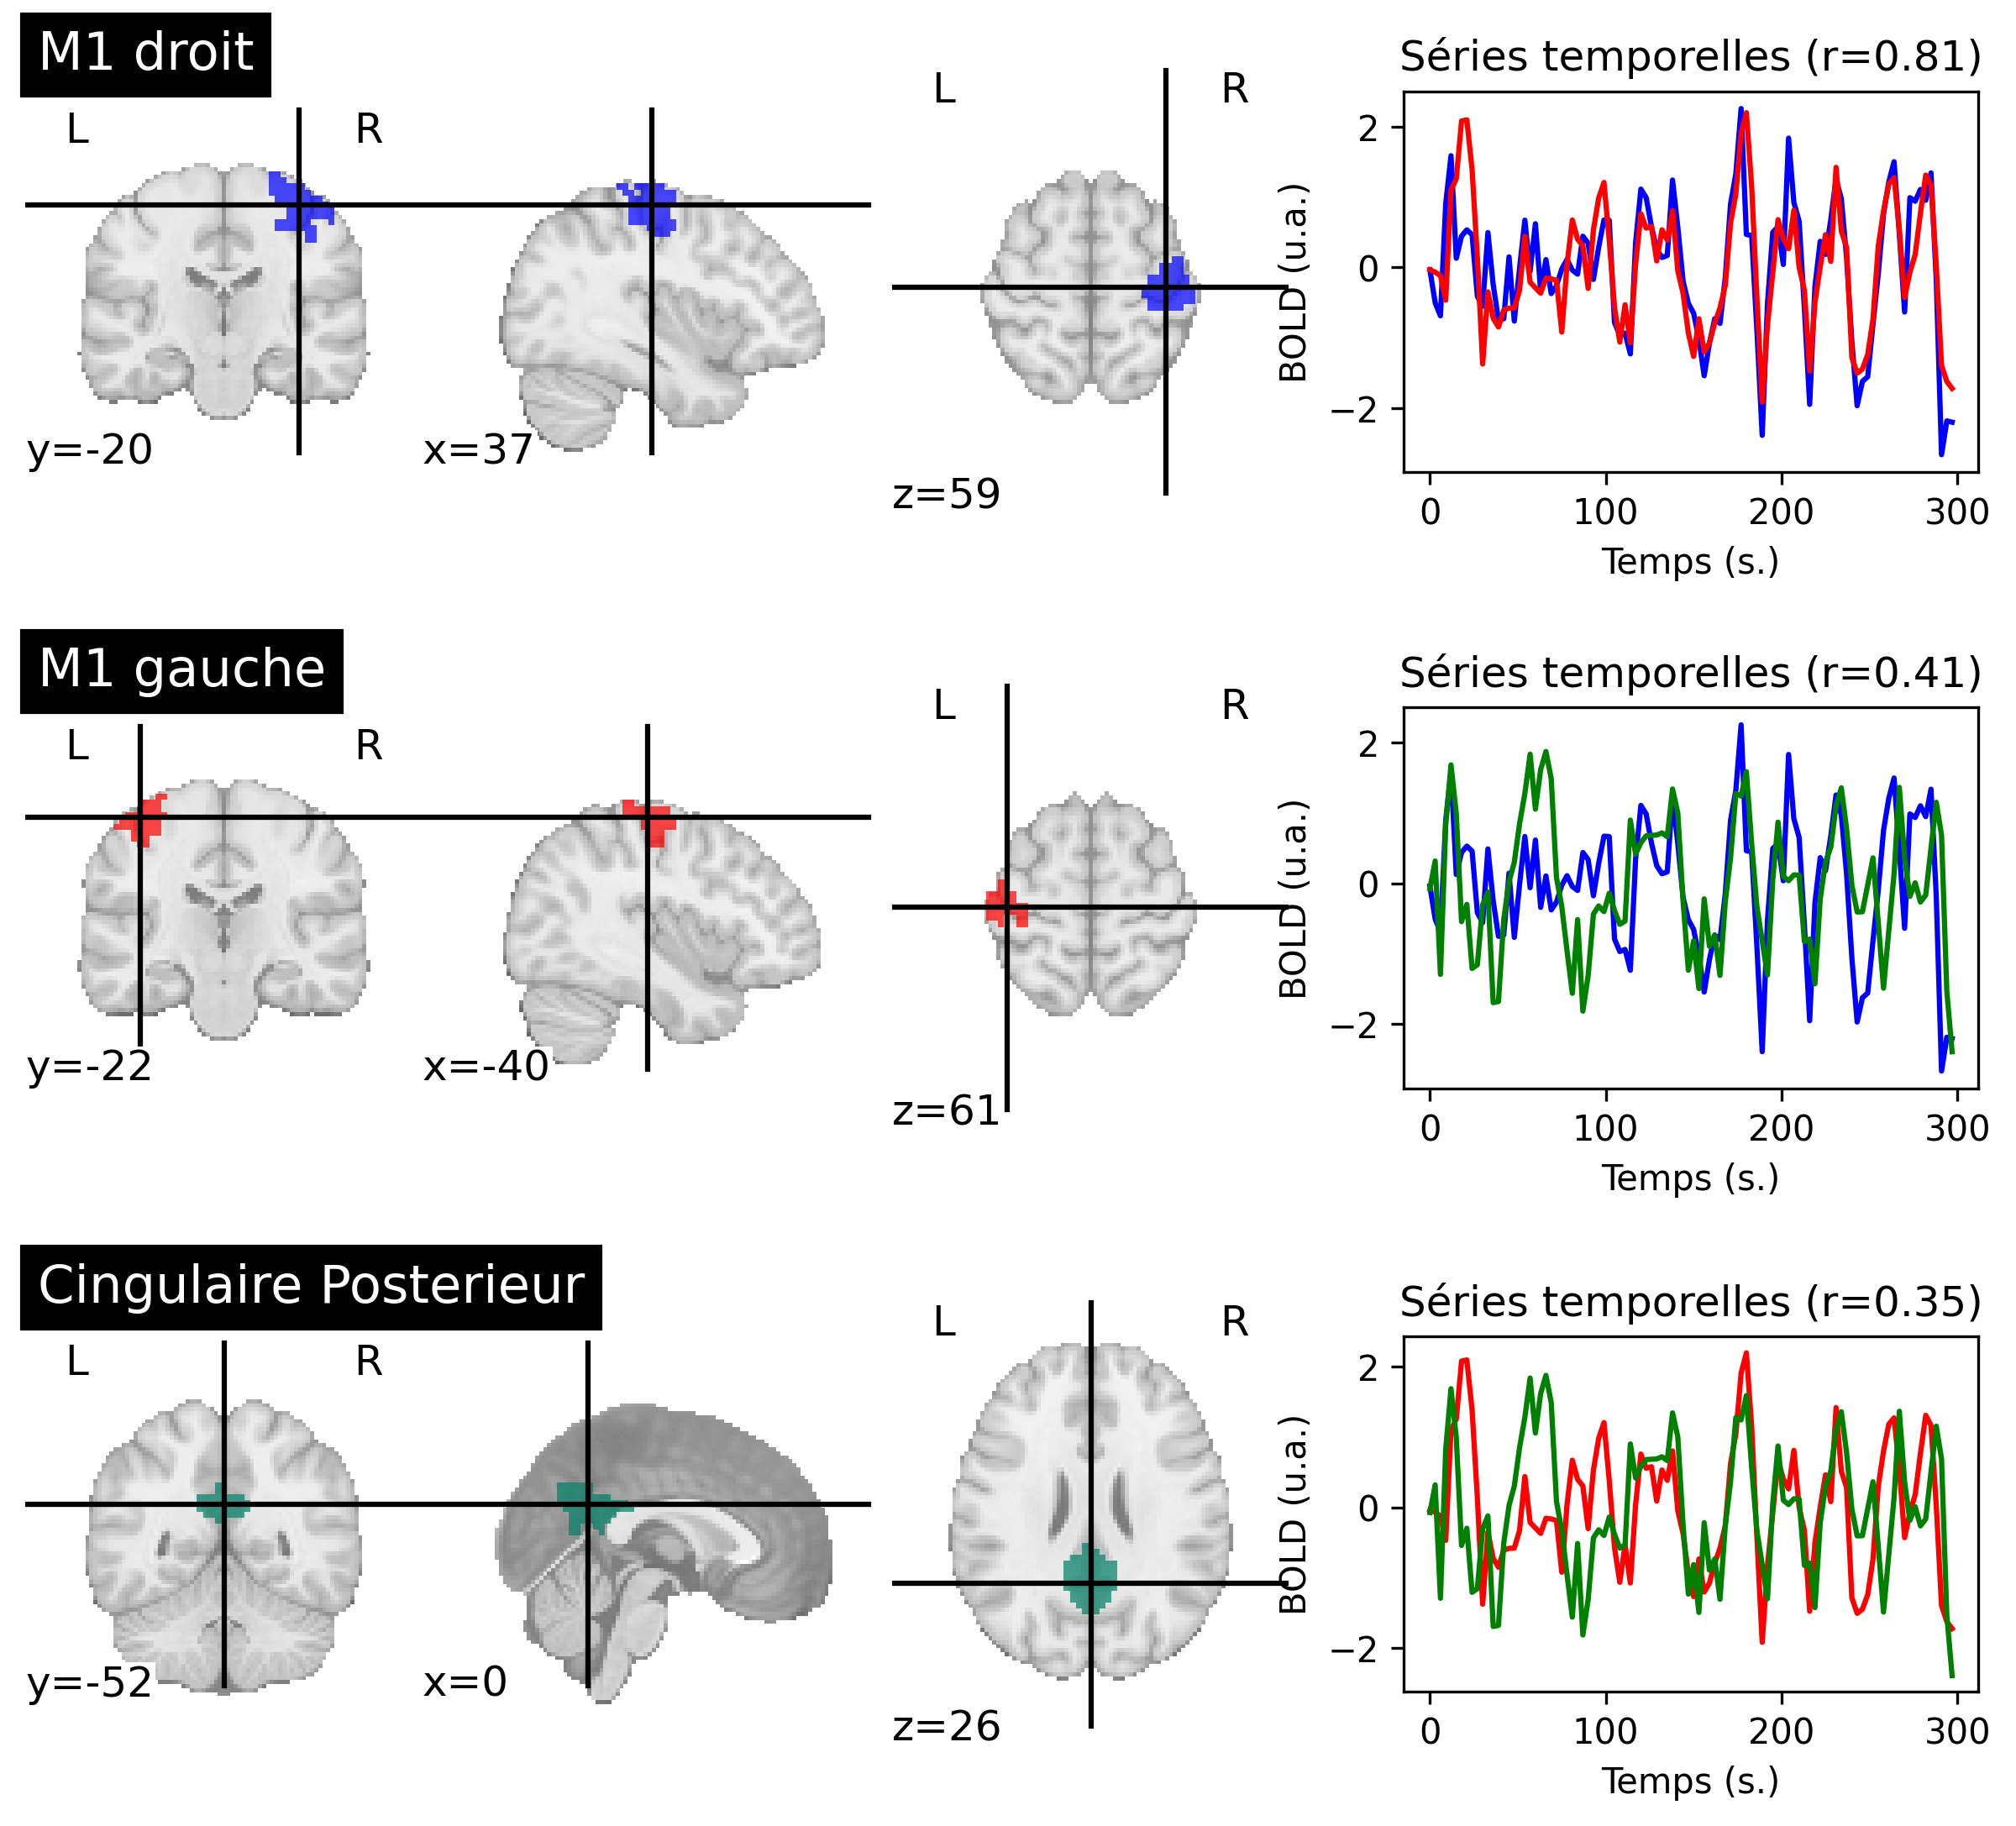 M1 droit
L R
L R
y=-20
x=37
z=59
Séries temporelles (r=0.81)
BOLD (u.a.)
2
0
−2
0 100 200 300
Temps (s.)
M1 gauche
L R
L R
y=-22
x=-40
z=61
Séries temporelles (r=0.41)
BOLD (u.a.)
2
0
−2
0 100 200 300
Temps (s.)
Cingulaire Posterieur
L R
L R
y=-52
x=0
z=26
Séries temporelles (r=0.35)
BOLD (u.a.)
2
0
−2
0 100 200 300
Temps (s.)